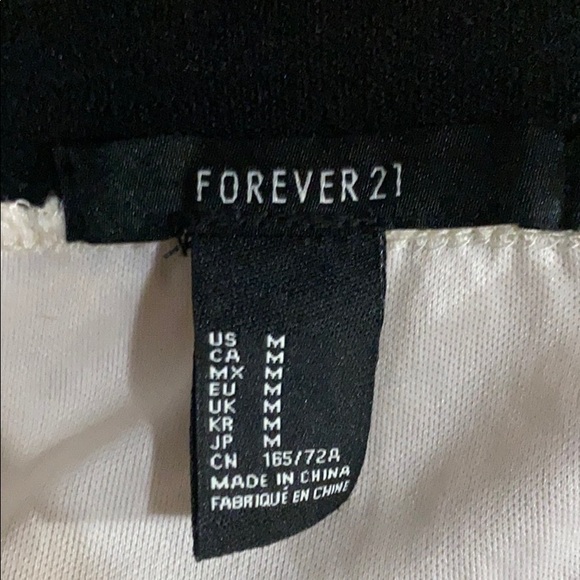 FOREVER 21
US M
CA M
MX M
EU M
UK M
KR M
JP M
CN 165/72A
MADE IN CHINA
FABRIQUÉ EN CHINE